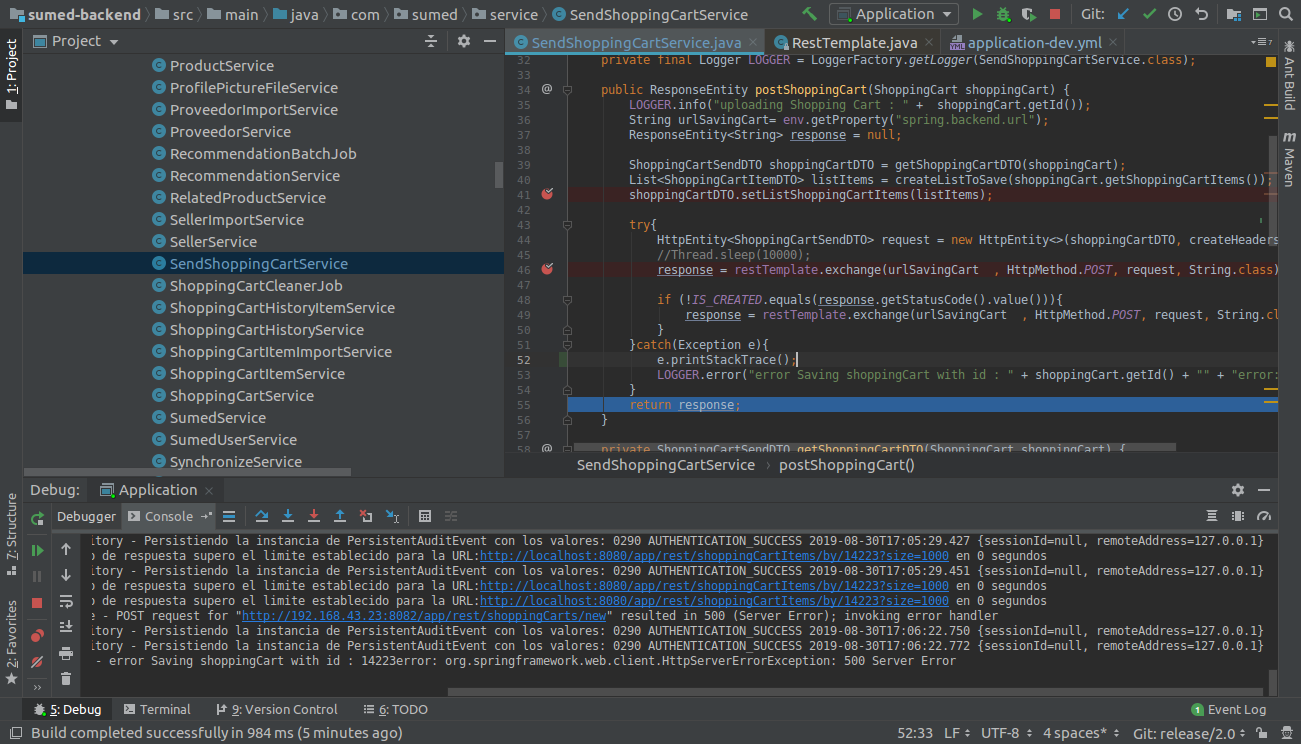 sumed-backend src main java com sumed service SendShoppingCartService Application Git:
1: Project
Project
SendShoppingCartService.java RestTemplate.java application-dev.yml
ProductService
ProfilePictureFileService
ProveedorImportService
ProveedorService
RecommendationBatchJob
RecommendationService
RelatedProductService
SellerImportService
SellerService
SendShoppingCartService
ShoppingCartCleanerJob
ShoppingCartHistoryItemService
ShoppingCartHistoryService
ShoppingCartItemImportService
ShoppingCartItemService
ShoppingCartService
SumedService
SumedUserService
SynchronizeService
32 private final Logger LOGGER = LoggerFactory.getLogger(SendShoppingCartService.class);
33
34 @ public ResponseEntity postShoppingCart(ShoppingCart shoppingCart) {
35 LOGGER.info("uploading Shopping Cart : " + shoppingCart.getId());
36 String urlSavingCart= env.getProperty("spring.backend.url");
37 ResponseEntity<String> response = null;
38
39 ShoppingCartSendDTO shoppingCartDTO = getShoppingCartDTO(shoppingCart);
40 List<ShoppingCartItemDTO> listItems = createListToSave(shoppingCart.getShoppingCartItems());
41 shoppingCartDTO.setListShoppingCartItems(listItems);
42
43 try{
44 HttpEntity<ShoppingCartSendDTO> request = new HttpEntity<>(shoppingCartDTO, createHeaders
45 //Thread.sleep(10000);
46 response = restTemplate.exchange(urlSavingCart , HttpMethod.POST, request, String.class)
47
48 if (!IS_CREATED.equals(response.getStatusCode().value())){
49 response = restTemplate.exchange(urlSavingCart , HttpMethod.POST, request, String.cl
50 }
51 }catch(Exception e){
52 e.printStackTrace();
53 LOGGER.error("error Saving shoppingCart with id : " + shoppingCart.getId() + "" + "error:
54 }
55 return response;
56 }
57
58 @ private ShoppingCartSendDTO getShoppingCartDTO(ShoppingCart shoppingCart) {
SendShoppingCartService postShoppingCart()
Ant Build
Maven
7: Structure
2: Favorites
Debug: Application
Debugger Console
itory - Persistiendo la instancia de PersistentAuditEvent con los valores: 0290 AUTHENTICATION_SUCCESS 2019-08-30T17:05:29.427 {sessionId=null, remoteAddress=127.0.0.1}
o de respuesta supero el limite establecido para la URL:http://localhost:8080/app/rest/shoppingCartItems/by/14223?size=1000 en 0 segundos
itory - Persistiendo la instancia de PersistentAuditEvent con los valores: 0290 AUTHENTICATION_SUCCESS 2019-08-30T17:05:29.451 {sessionId=null, remoteAddress=127.0.0.1}
o de respuesta supero el limite establecido para la URL:http://localhost:8080/app/rest/shoppingCartItems/by/14223?size=1000 en 0 segundos
o de respuesta supero el limite establecido para la URL:http://localhost:8080/app/rest/shoppingCartItems/by/14223?size=1000 en 0 segundos
e - POST request for "http://192.168.43.23:8082/app/rest/shoppingCarts/new" resulted in 500 (Server Error); invoking error handler
itory - Persistiendo la instancia de PersistentAuditEvent con los valores: 0290 AUTHENTICATION_SUCCESS 2019-08-30T17:06:22.750 {sessionId=null, remoteAddress=127.0.0.1}
itory - Persistiendo la instancia de PersistentAuditEvent con los valores: 0290 AUTHENTICATION_SUCCESS 2019-08-30T17:06:22.772 {sessionId=null, remoteAddress=127.0.0.1}
- error Saving shoppingCart with id : 14223error: org.springframework.web.client.HttpServerErrorException: 500 Server Error
5: Debug Terminal 9: Version Control 6: TODO 1 Event Log
Build completed successfully in 984 ms (5 minutes ago) 52:33 LF UTF-8 4 spaces* Git: release/2.0